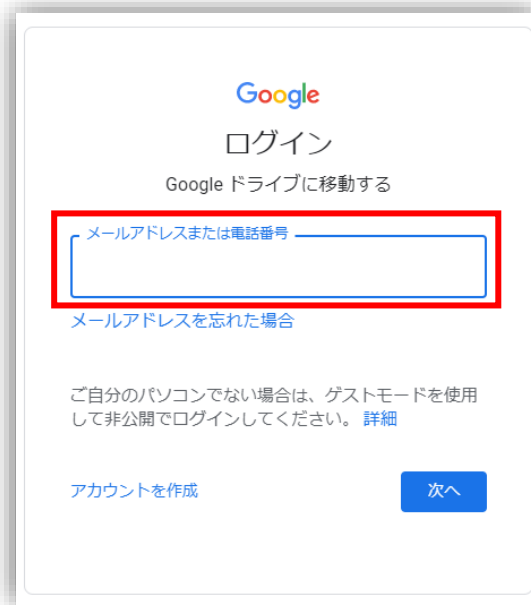 Google
ログイン
Google ドライブに移動する
メールアドレスまたは電話番号
メールアドレスを忘れた場合
ご自分のパソコンでない場合は、ゲストモードを使用
して非公開でログインしてください。 詳細
アカウントを作成
次へ